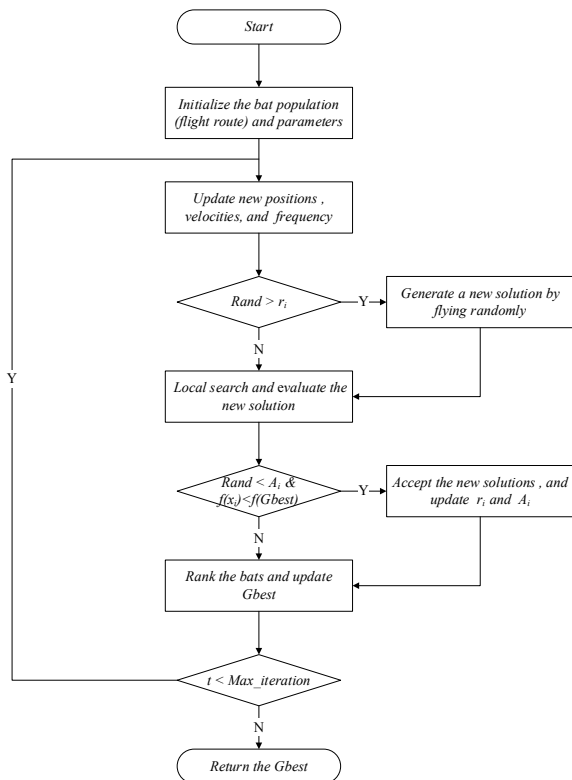 Start
Initialize the bat population
(flight route) and parameters
Update new positions ,
velocities, and frequency
Rand > ri
Y
Generate a new solution by
flying randomly
N
Y
Local search and evaluate the
new solution
Rand < Ai &
f(xi)<f(Gbest)
Y
Accept the new solutions , and
update ri and Ai
N
Rank the bats and update
Gbest
t < Max_iteration
N
Return the Gbest